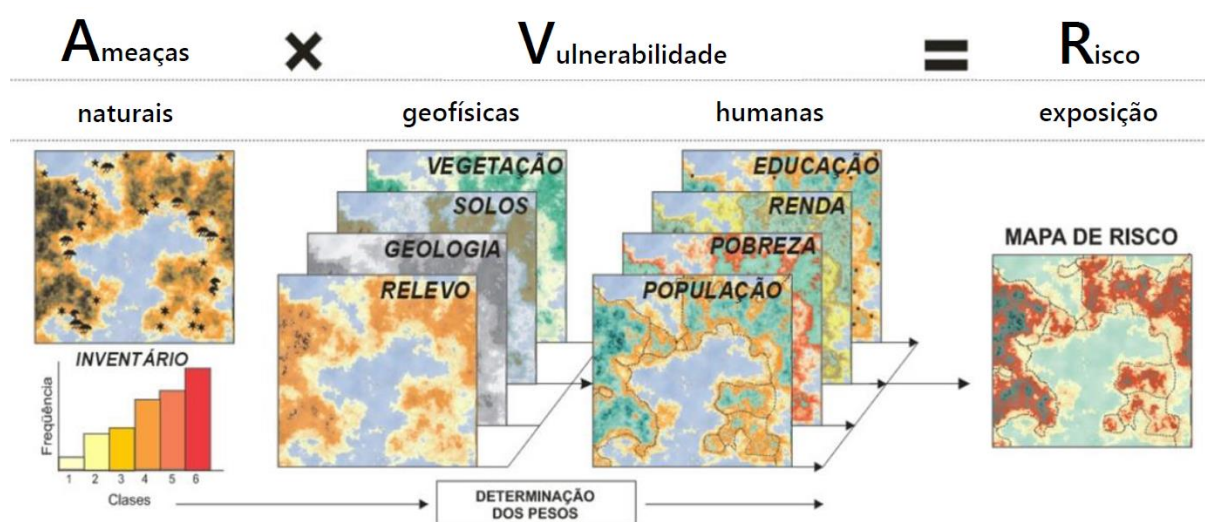 Ameaças × Vulnerabilidade = Risco
naturais geofísicas humanas exposição
VEGETAÇÃO
SOLOS
GEOLOGIA
RELEVO
EDUCAÇÃO
RENDA
POBREZA
POPULAÇÃO
MAPA DE RISCO
INVENTÁRIO
Freqüência
1 2 3 4 5 6
Clases
DETERMINAÇÃO
DOS PESOS